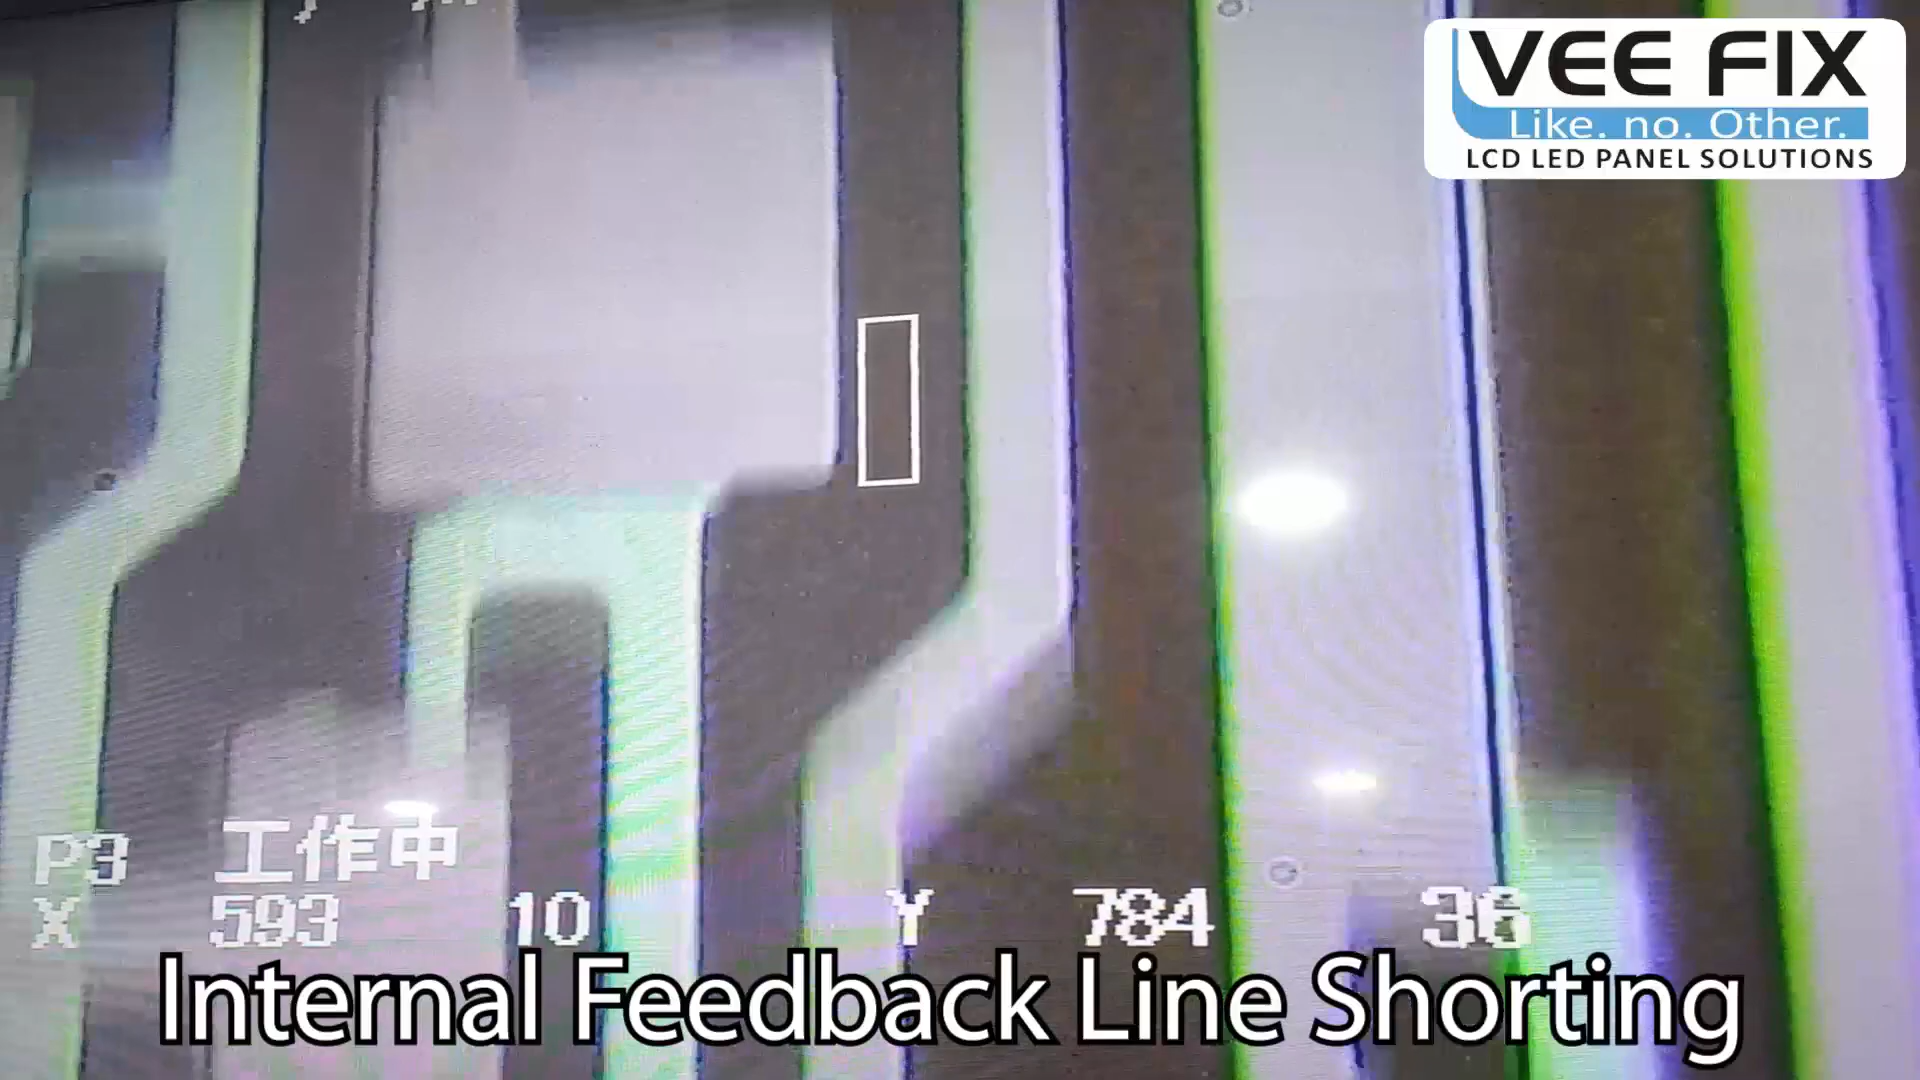 VEE FIX
Like. no. Other.
LCD LED PANEL SOLUTIONS
P3 工作中
X 593 10 Y 784 36
Internal Feedback Line Shorting